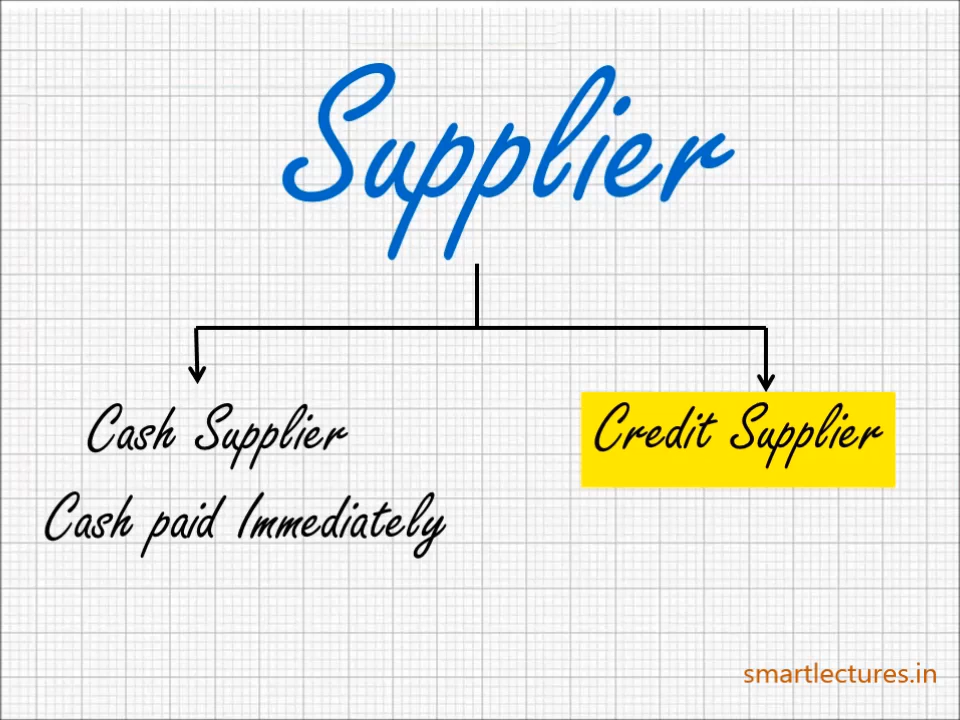 Supplier
Cash Supplier
Credit Supplier
Cash paid Immediately
smartlectures.in